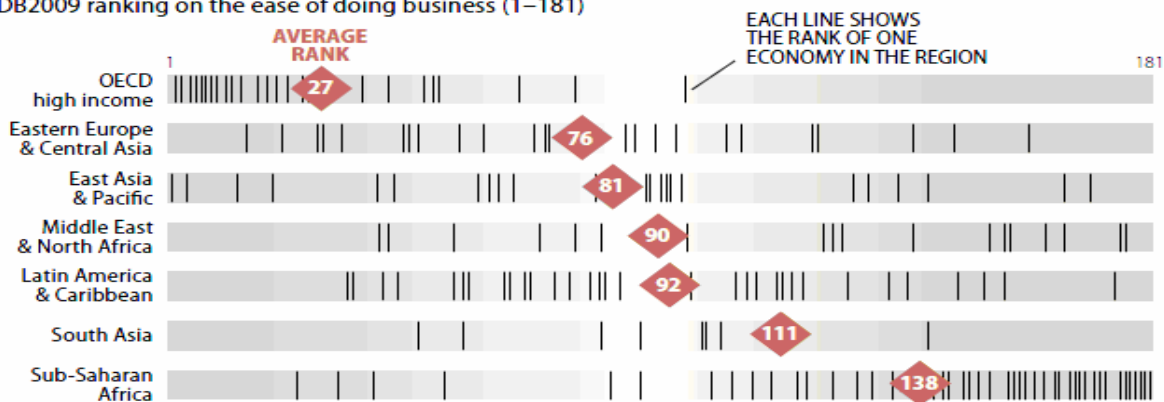 DB2009 ranking on the ease of doing business (1–181)
EACH LINE SHOWS
THE RANK OF ONE
ECONOMY IN THE REGION
AVERAGE
RANK
1
181
OECD
high income
27
Eastern Europe
& Central Asia
76
East Asia
& Pacific
81
Middle East
& North Africa
90
Latin America
& Caribbean
92
South Asia
111
Sub-Saharan
Africa
138